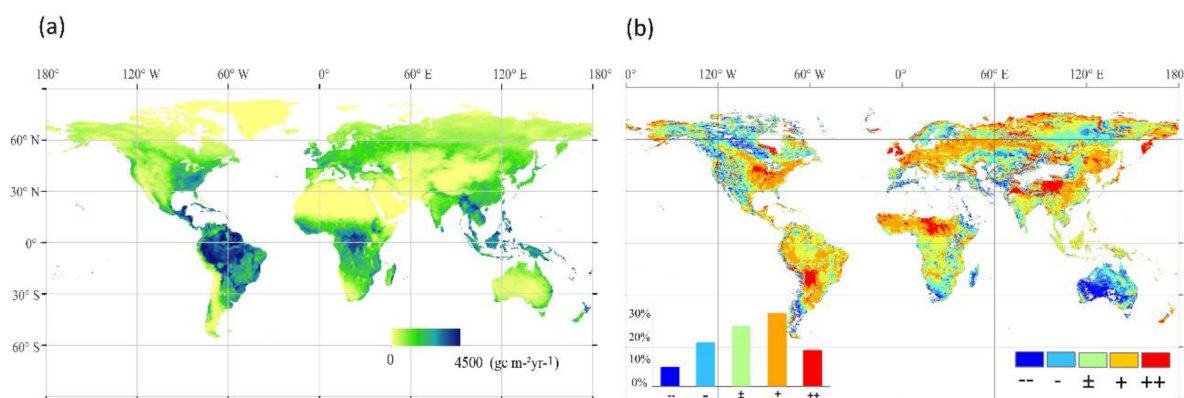 (a)
(b)
180° 120° W 60° W 0° 60° E 120° E 180°
0° 120° W 60° W 0° 60° E 120° E 180
60° N
30° N
0°
30° S
60° S
0 4500 (gc m-²yr-¹)
30%
20%
10%
0%
-- - ± + ++
-- - ± + ++